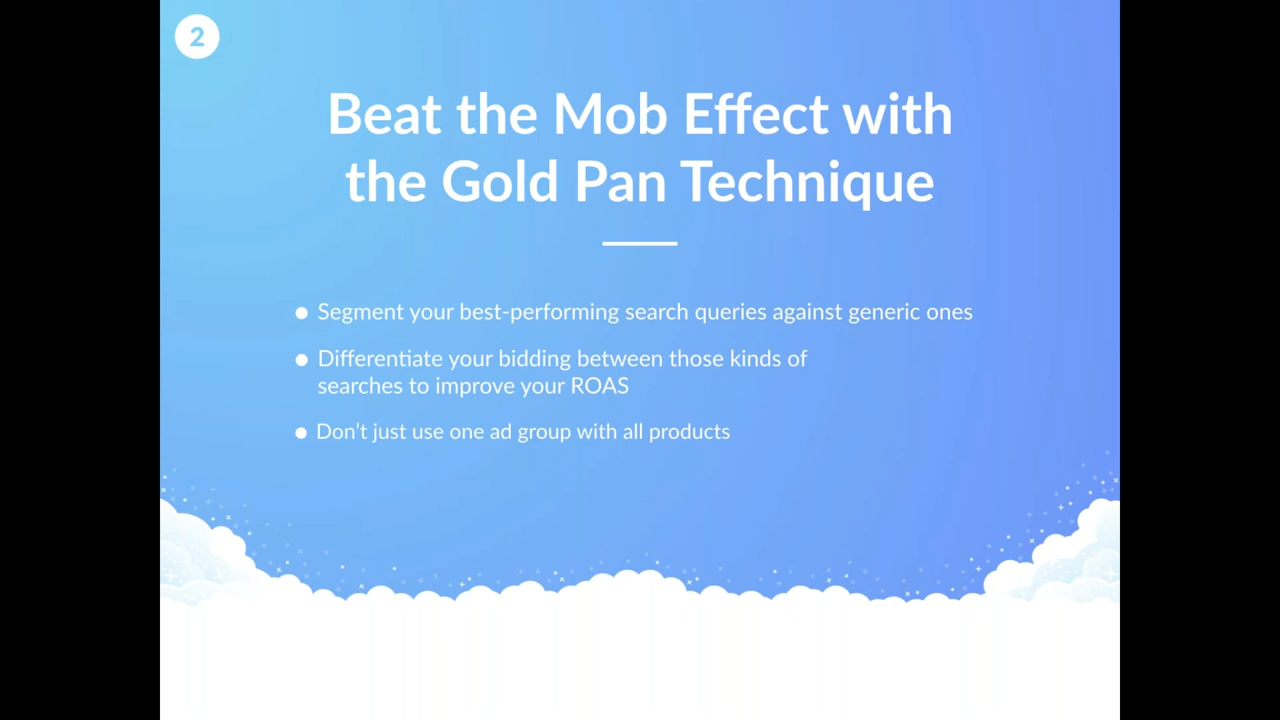 2
Beat the Mob Effect with
the Gold Pan Technique
● Segment your best-performing search queries against generic ones
● Differentiate your bidding between those kinds of
searches to improve your ROAS
● Don’t just use one ad group with all products